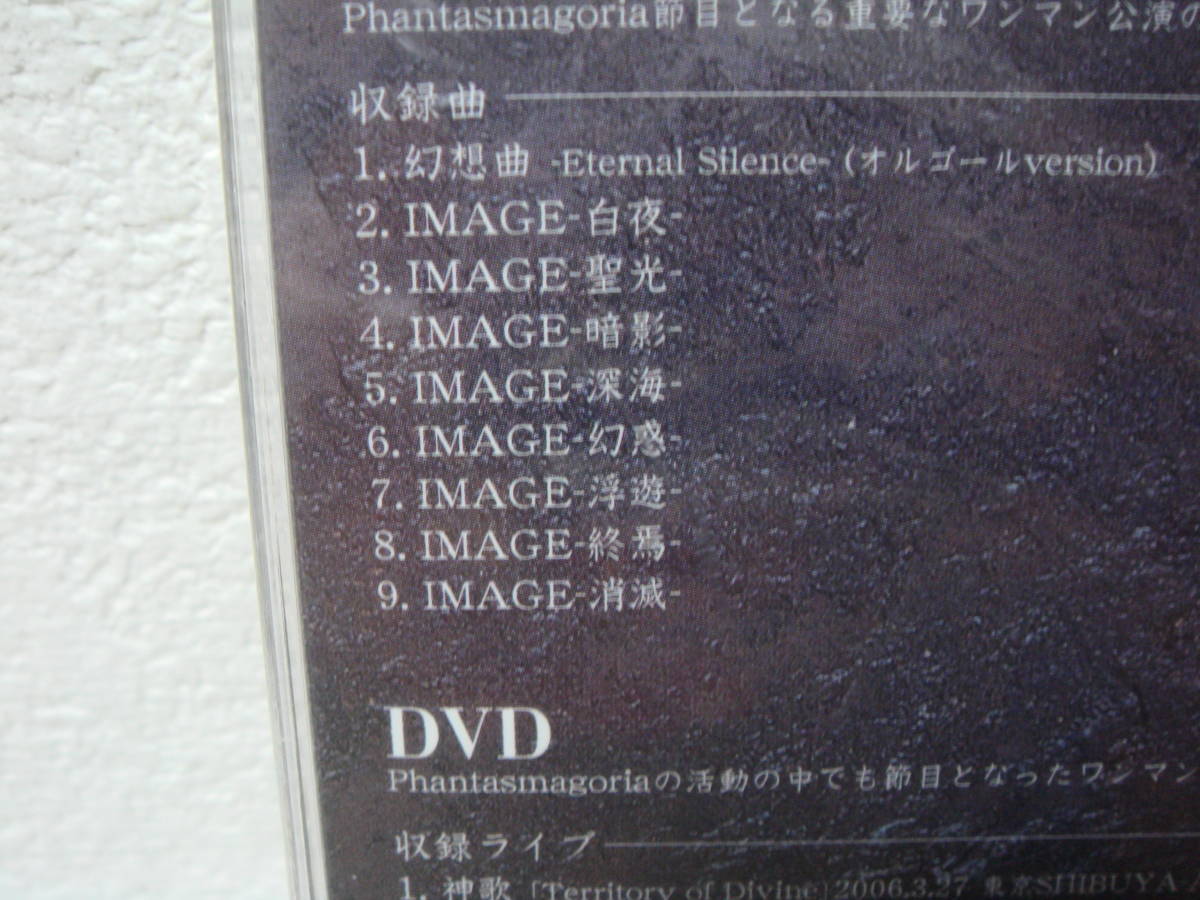 Phantasmagoria節目となる重要なワンマン公演の
収録曲
1. 幻想曲 -Eternal Silence- (オルゴールversion)
2. IMAGE-白夜-
3. IMAGE-聖光-
4. IMAGE-暗影-
5. IMAGE-深海-
6. IMAGE-幻惑-
7. IMAGE-浮遊-
8. IMAGE-終焉-
9. IMAGE-消滅-
DVD
Phantasmagoriaの活動の中でも節目となったワンマン
収録ライブ
1. 神歌 「Territory of Divine」 2006.3.27 東京SHIBUYA